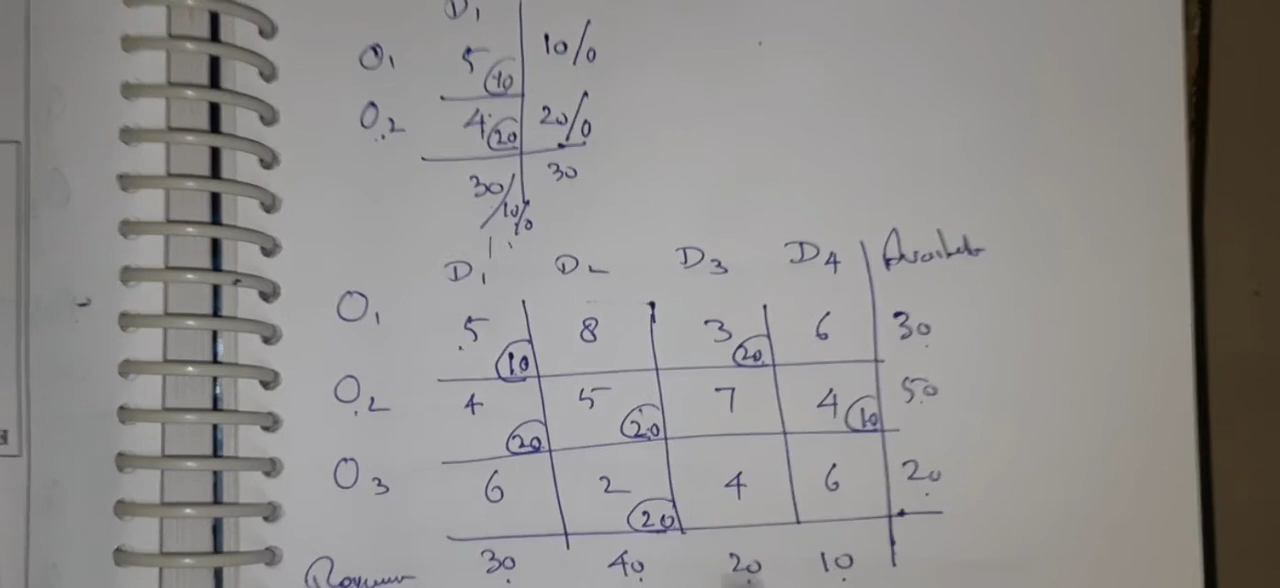 D1
O1 5 (10) 10/0
O2 4 (20) 20/0
30/10/0 30
D1 D2 D3 D4
O1 5 (10) 8 3 (20) 6 30
O2 4 (20) 5 (20) 7 4 (10) 50
O3 6 2 (20) 4 6 20
30 40 20 10